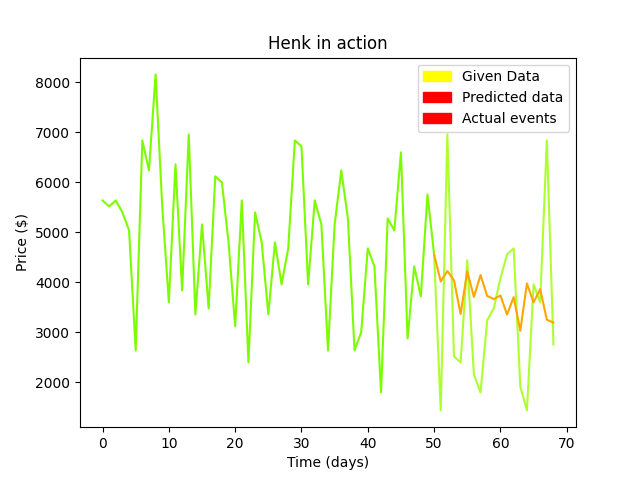 Henk in action
Given Data
Predicted data
Actual events
Price ($)
8000
7000
6000
5000
4000
3000
2000
0 10 20 30 40 50 60 70
Time (days)